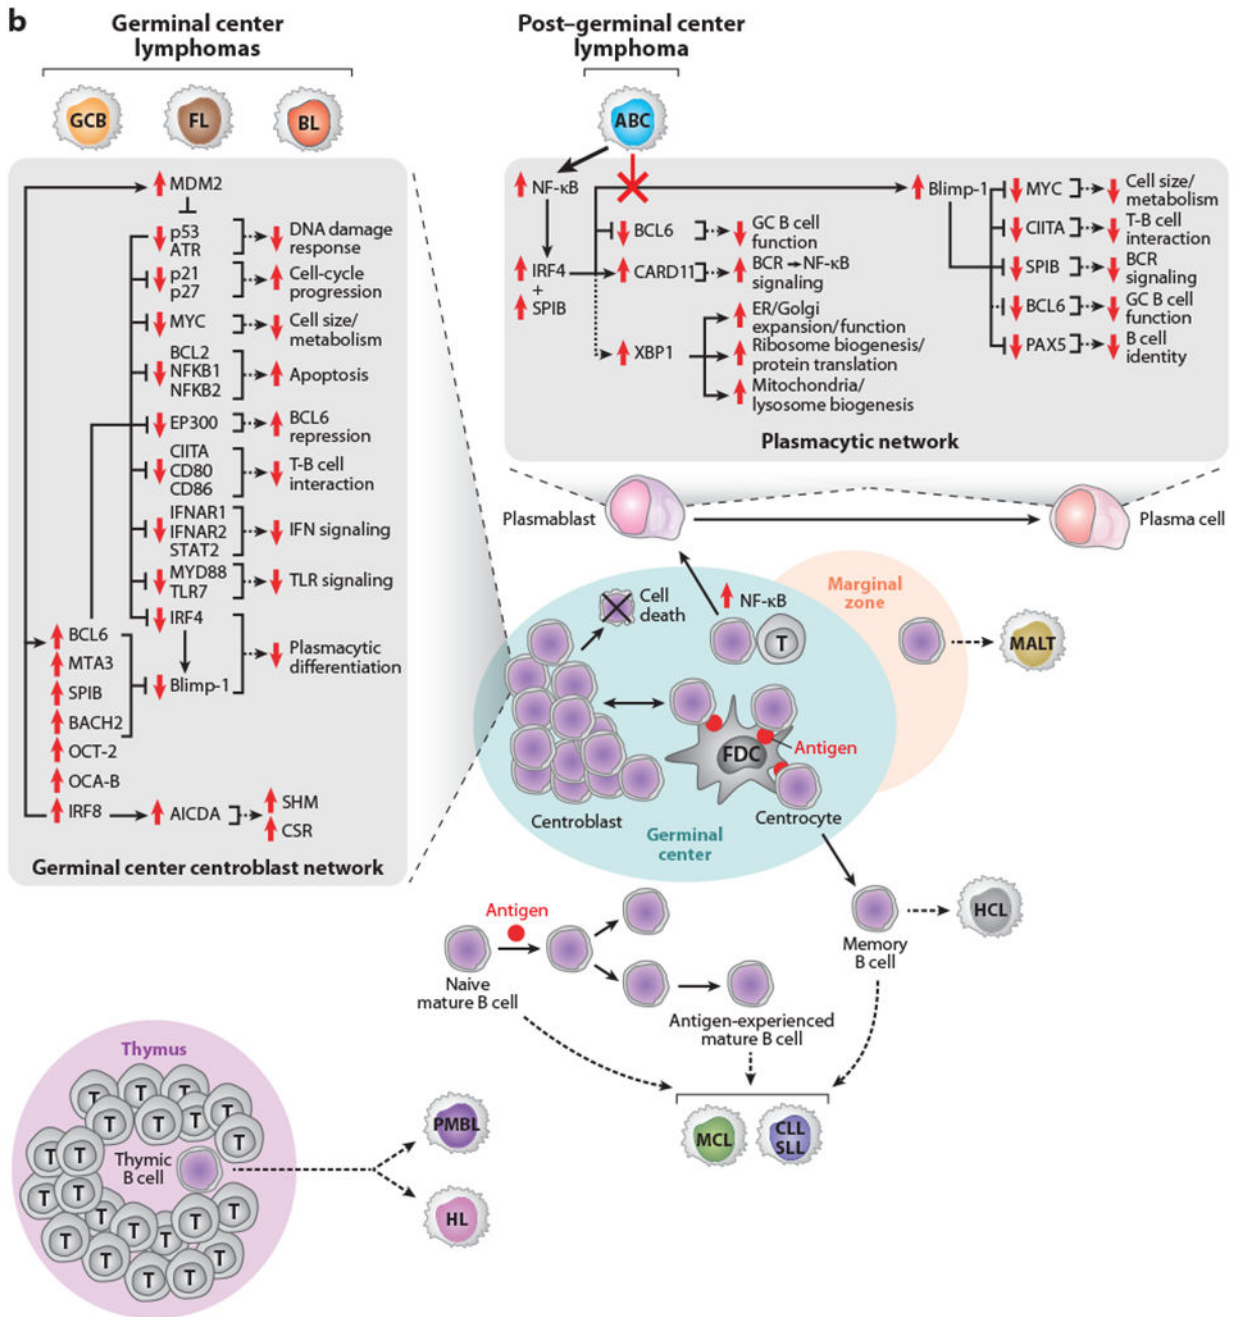 b
Germinal center
lymphomas
GCB
FL
BL
MDM2
p53
ATR
DNA damage
response
p21
p27
Cell-cycle
progression
MYC
Cell size/
metabolism
BCL2
NFKB1
NFKB2
Apoptosis
EP300
BCL6
repression
CIITA
CD80
CD86
T-B cell
interaction
IFNAR1
IFNAR2
STAT2
IFN signaling
MYD88
TLR7
TLR signaling
IRF4
Blimp-1
Plasmacytic
differentiation
BCL6
MTA3
SPIB
BACH2
OCT-2
OCA-B
IRF8
AICDA
SHM
CSR
Germinal center centroblast network
Post–germinal center
lymphoma
ABC
NF-κB
IRF4
+
SPIB
BCL6
GC B cell
function
CARD11
BCR → NF-κB
signaling
XBP1
ER/Golgi
expansion/function
Ribosome biogenesis/
protein translation
Mitochondria/
lysosome biogenesis
Blimp-1
MYC
Cell size/
metabolism
CIITA
T-B cell
interaction
SPIB
BCR
signaling
BCL6
GC B cell
function
PAX5
B cell
identity
Plasmacytic network
Plasmablast
Plasma cell
Cell
death
NF-κB
T
Marginal
zone
MALT
FDC
Antigen
Centroblast
Centrocyte
Germinal
center
Antigen
Naive
mature B cell
Antigen-experienced
mature B cell
Memory
B cell
HCL
MCL
CLL
SLL
Thymus
T
T
T
T
T
T
T
T
T
T
Thymic
B cell
T
T
T
T
T
T
T
T
T
T
T
T
PMBL
HL